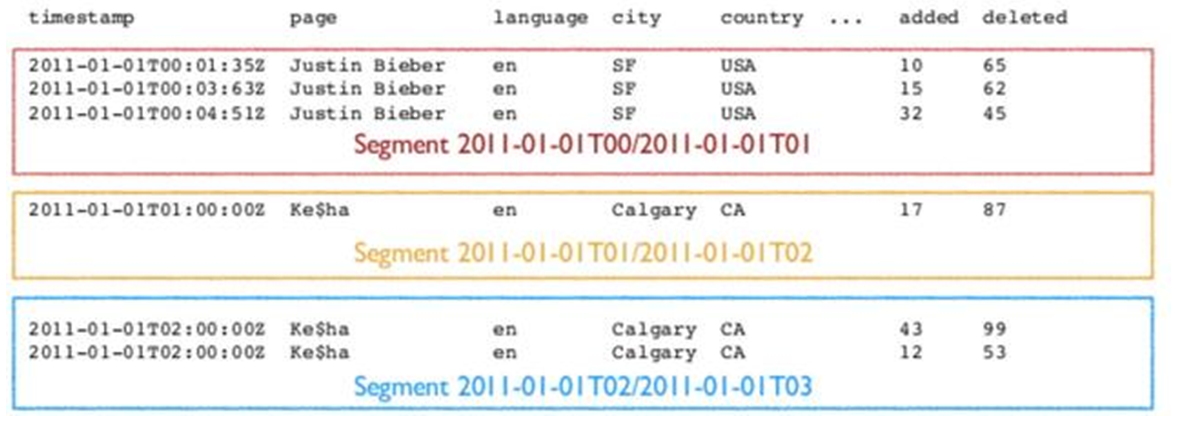 timestamp page language city country ... added deleted
2011-01-01T00:01:35Z Justin Bieber en SF USA 10 65
2011-01-01T00:03:63Z Justin Bieber en SF USA 15 62
2011-01-01T00:04:51Z Justin Bieber en SF USA 32 45
Segment 2011-01-01T00/2011-01-01T01
2011-01-01T01:00:00Z Ke$ha en Calgary CA 17 87
Segment 2011-01-01T01/2011-01-01T02
2011-01-01T02:00:00Z Ke$ha en Calgary CA 43 99
2011-01-01T02:00:00Z Ke$ha en Calgary CA 12 53
Segment 2011-01-01T02/2011-01-01T03